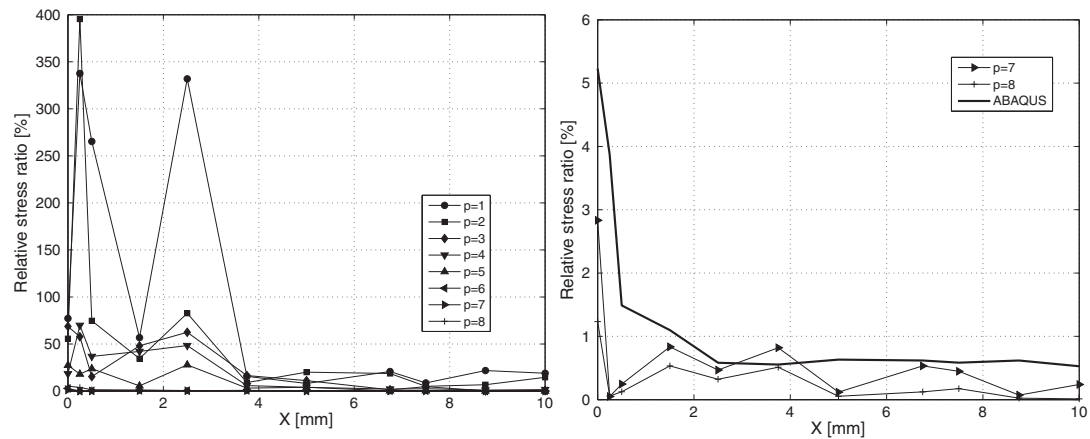 400
350
300
250
200
150
100
50
0
Relative stress ratio [%]
p=1
p=2
p=3
p=4
p=5
p=6
p=7
p=8
0 2 4 6 8 10
X [mm]
6
5
4
3
2
1
0
Relative stress ratio [%]
p=7
p=8
ABAQUS
0 2 4 6 8 10
X [mm]